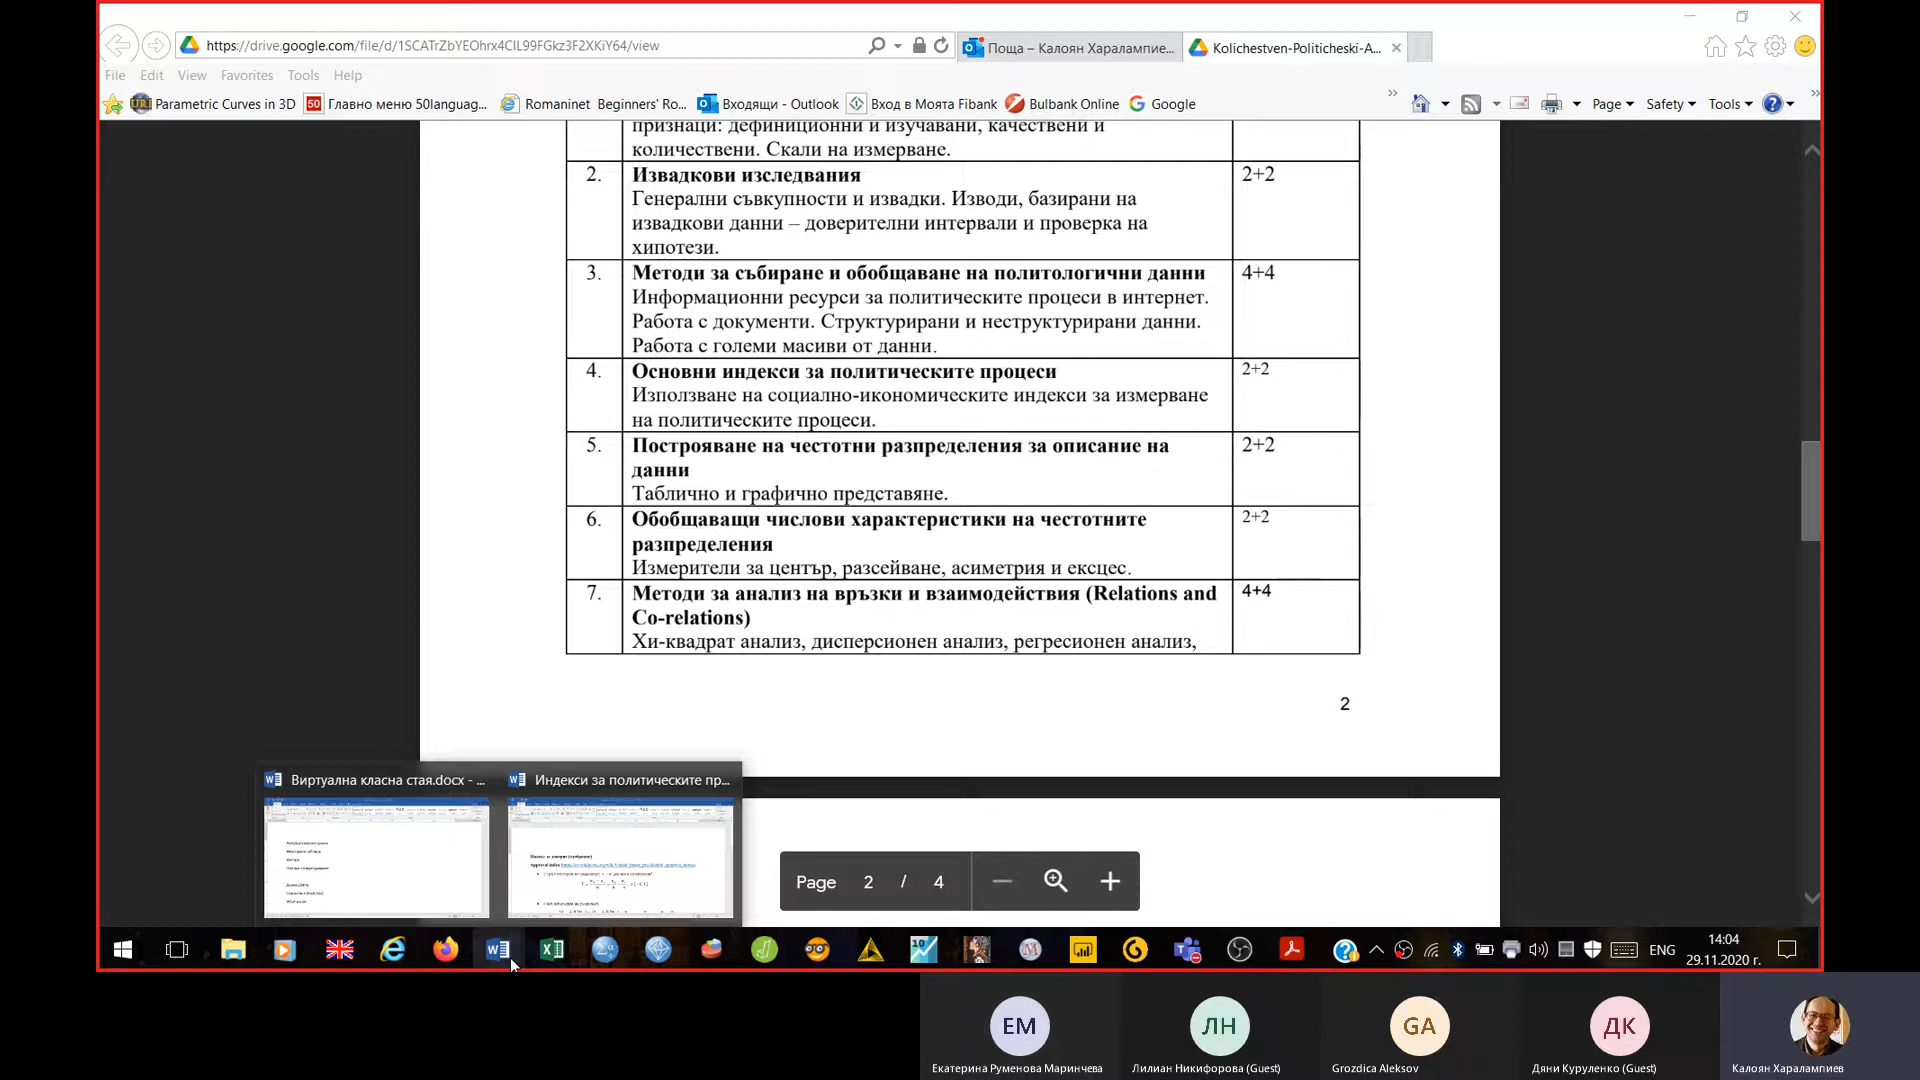 https://drive.google.com/file/d/1SCATrZbYEOhrx4CIL99FGkz3F2XKiY64/view
Поща – Калоян Харалампие...
Kolichestven-Politicheski-A...
File Edit View Favorites Tools Help
Parametric Curves in 3D
50 Главно меню 50languag...
Romaninet Beginners' Ro...
Входящи - Outlook
Вход в Моята Fibank
Bulbank Online
Google
Page Safety Tools
признаци: дефиниционни и изучавани, качествени и
количествени. Скали на измерване.
2. Извадкови изследвания 2+2
Генерални съвкупности и извадки. Изводи, базирани на
извадкови данни – доверителни интервали и проверка на
хипотези.
3. Методи за събиране и обобщаване на политологични данни 4+4
Информационни ресурси за политическите процеси в интернет.
Работа с документи. Структурирани и неструктурирани данни.
Работа с големи масиви от данни.
4. Основни индекси за политическите процеси 2+2
Използване на социално-икономическите индекси за измерване
на политическите процеси.
5. Построяване на честотни разпределения за описание на 2+2
данни
Таблично и графично представяне.
6. Обобщаващи числови характеристики на честотните 2+2
разпределения
Измерители за център, разсейване, асиметрия и ексцес.
7. Методи за анализ на връзки и взаимодействия (Relations and 4+4
Co-relations)
Хи-квадрат анализ, дисперсионен анализ, регресионен анализ,
2
Виртуална класна стая.docx - ...
Индекси за политическите пр...
Page 2 / 4
ENG
14:04
29.11.2020 г.
ЕМ
ЛН
GA
ДК
Екатерина Руменова Маринчева
Лилиан Никифорова (Guest)
Grozdica Aleksov
Дяни Куруленко (Guest)
Калоян Харалампиев